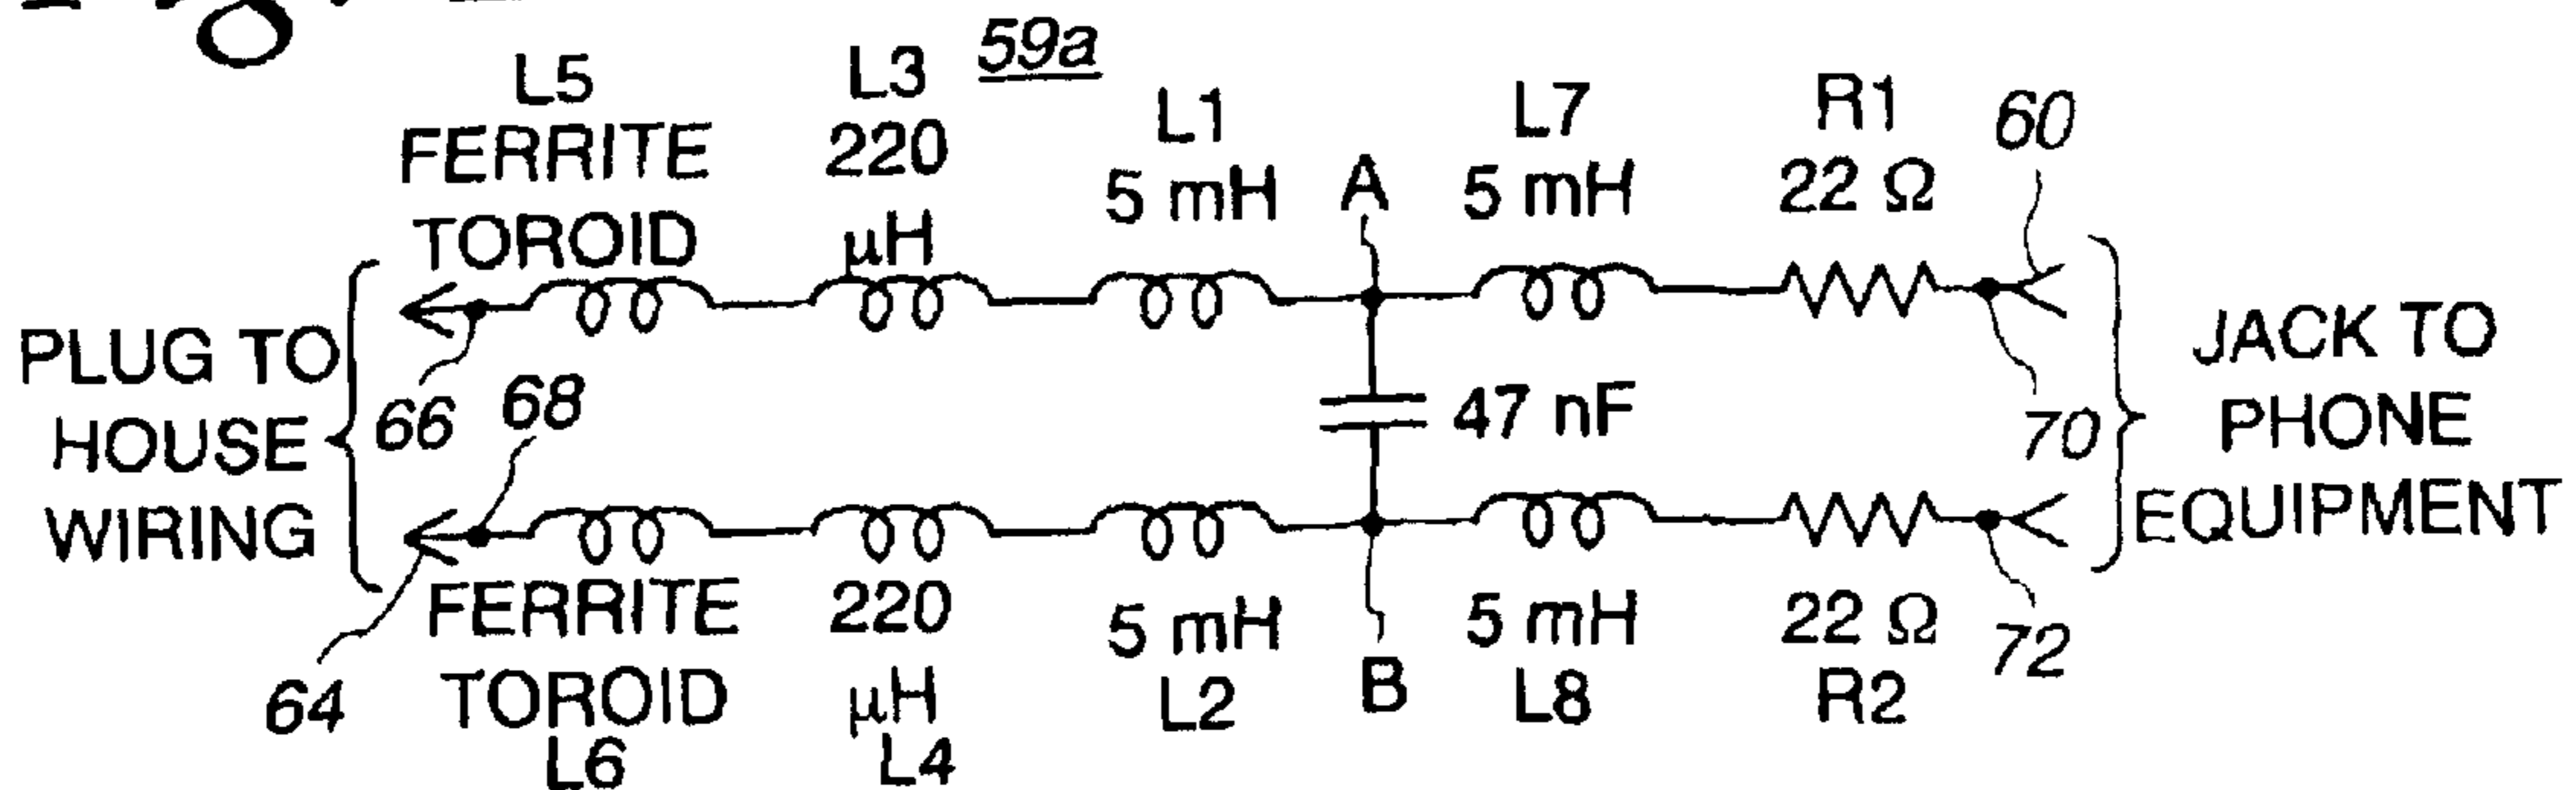 59a
L5
FERRITE
TOROID
L3
220
µH
L1
5 mH
A
L7
5 mH
R1
22 Ω
60
PLUG TO
HOUSE
WIRING
66
68
47 nF
70
JACK TO
PHONE
EQUIPMENT
64
FERRITE
TOROID
L6
220
µH
L4
5 mH
L2
B
5 mH
L8
22 Ω
R2
72